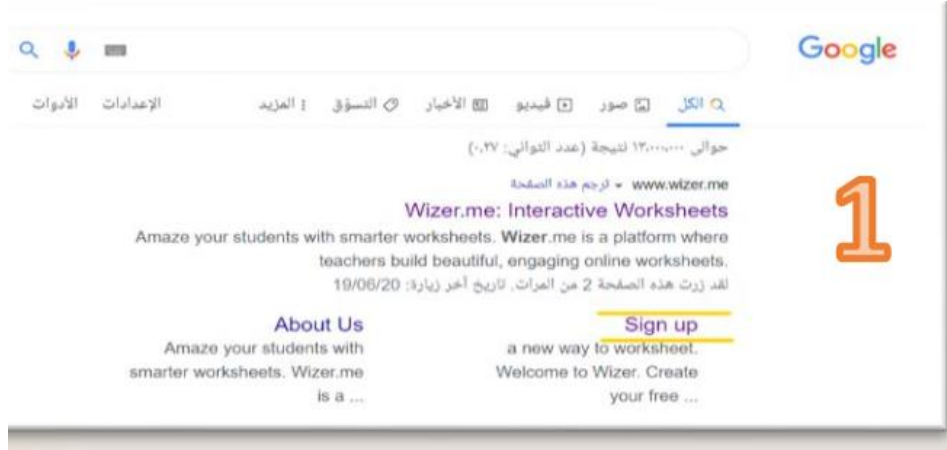 Google
الكل صور فيديو الأخبار التسوّق المزيد الإعدادات الأدوات
حوالى ١٣,٠٠٠,٠٠٠ نتيجة (عدد الثواني: ٠,٢٧)
www.wizer.me ترجم هذه الصفحة
Wizer.me: Interactive Worksheets
Amaze your students with smarter worksheets. Wizer.me is a platform where
teachers build beautiful, engaging online worksheets.
لقد زرت هذه الصفحة 2 من المرات. تاريخ آخر زيارة: 19/06/20
1
Sign up
a new way to worksheet.
Welcome to Wizer. Create
your free ...
About Us
Amaze your students with
smarter worksheets. Wizer.me
is a ...